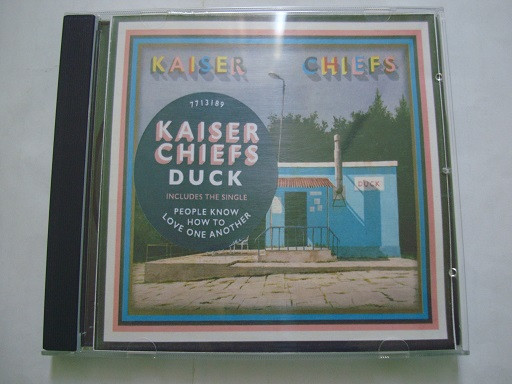 KAISER CHIEFS
7713189
KAISER
CHIEFS
DUCK
INCLUDES THE SINGLE
PEOPLE KNOW
HOW TO
LOVE ONE ANOTHER
DUCK